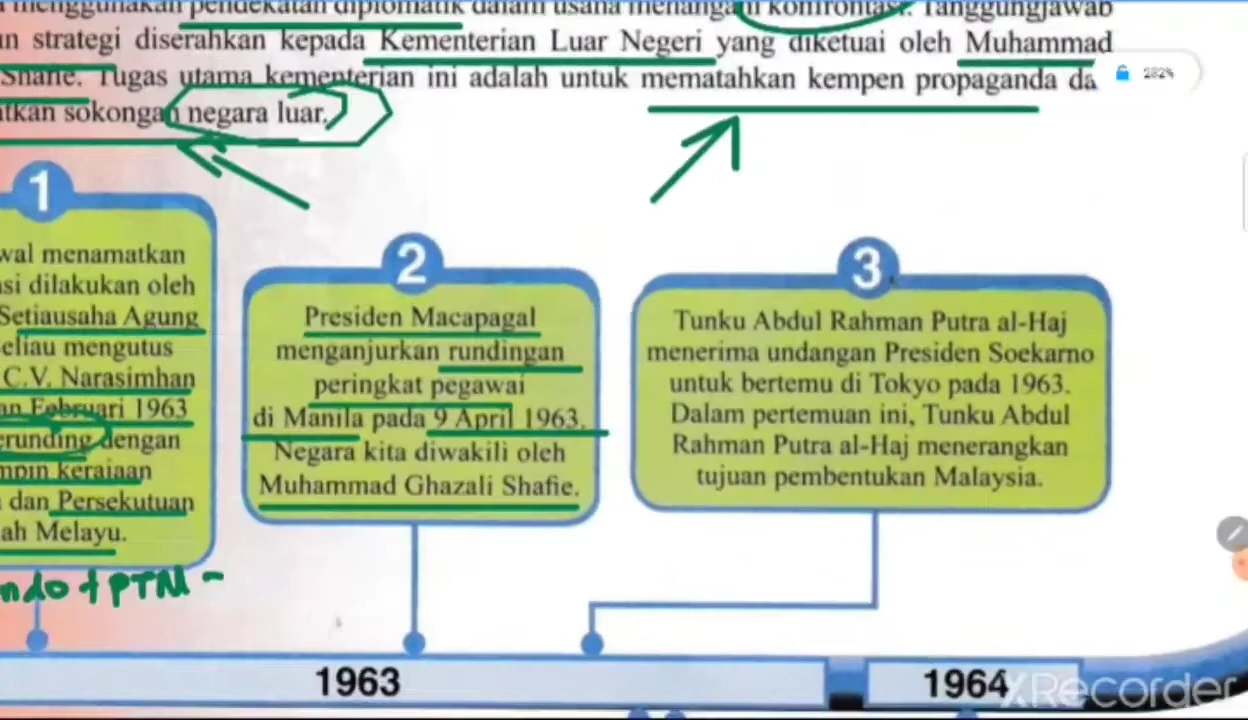 menggunakan pendekatan diplomatik dalam usaha menangani konfrontasi. Tanggungjawab
strategi diserahkan kepada Kementerian Luar Negeri yang diketuai oleh Muhammad
Shafie. Tugas utama kementerian ini adalah untuk mematahkan kempen propaganda da
tkan sokongan negara luar.
282%
1
wal menamatkan
si dilakukan oleh
Setiausaha Agung
eliau mengutus
C.V. Narasimhan
an Februari 1963
erunding dengan
mpin kerajaan
dan Persekutuan
ah Melayu.
ndo + PTM -
2
Presiden Macapagal
menganjurkan rundingan
peringkat pegawai
di Manila pada 9 April 1963.
Negara kita diwakili oleh
Muhammad Ghazali Shafie.
3
Tunku Abdul Rahman Putra al-Haj
menerima undangan Presiden Soekarno
untuk bertemu di Tokyo pada 1963.
Dalam pertemuan ini, Tunku Abdul
Rahman Putra al-Haj menerangkan
tujuan pembentukan Malaysia.
1963
1964
XRecorder